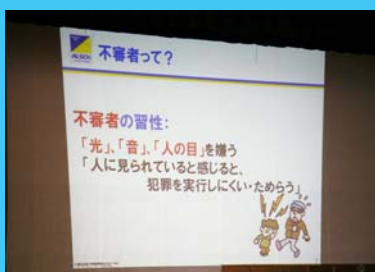 ALSOK
不審者って?
不審者の習性:
「光」、「音」、「人の目」を嫌う
「人に見られていると感じると、
犯罪を実行しにくい・ためらう」